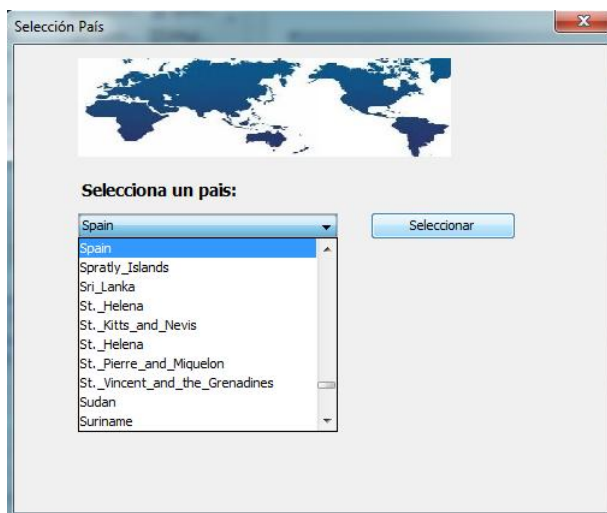 Selección País
Selecciona un pais:
Spain
Seleccionar
Spain
Spratly_Islands
Sri_Lanka
St._Helena
St._Kitts_and_Nevis
St._Helena
St._Pierre_and_Miquelon
St._Vincent_and_the_Grenadines
Sudan
Suriname